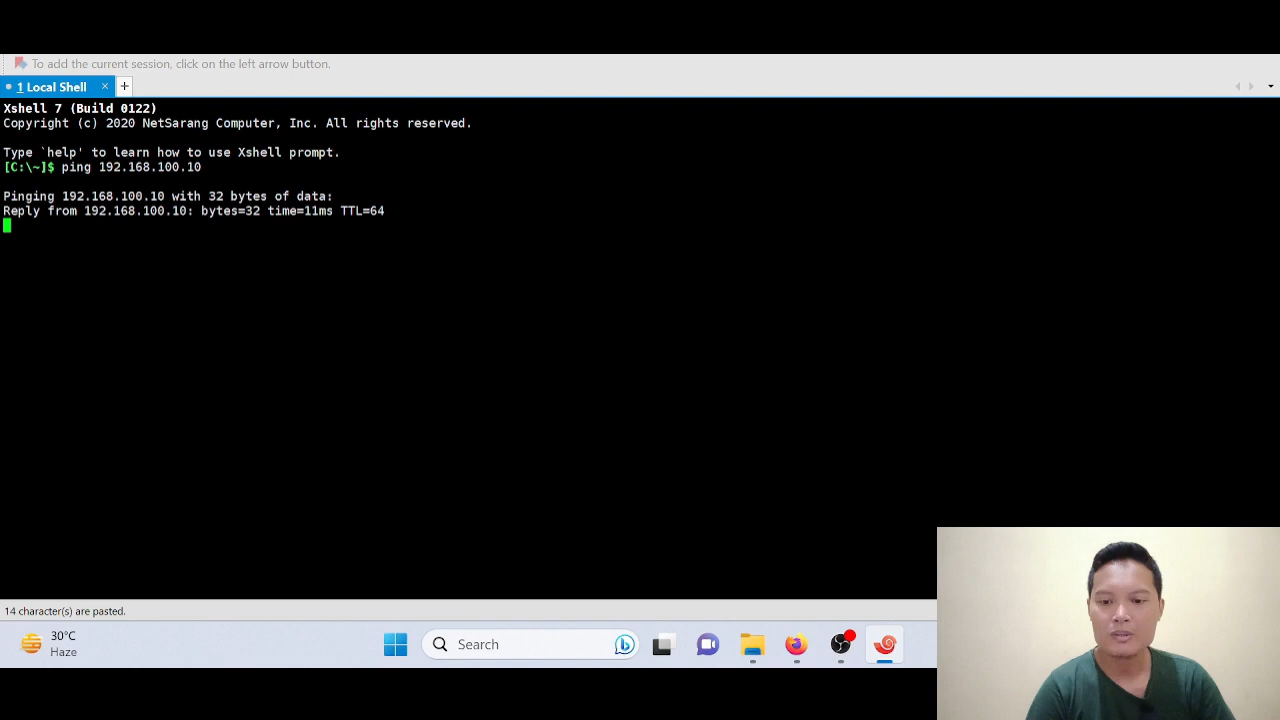 To add the current session, click on the left arrow button.
1 Local Shell
Xshell 7 (Build 0122)
Copyright (c) 2020 NetSarang Computer, Inc. All rights reserved.
Type `help' to learn how to use Xshell prompt.
[C:\~]$ ping 192.168.100.10
Pinging 192.168.100.10 with 32 bytes of data:
Reply from 192.168.100.10: bytes=32 time=11ms TTL=64
14 character(s) are pasted.
30°C
Haze
Search